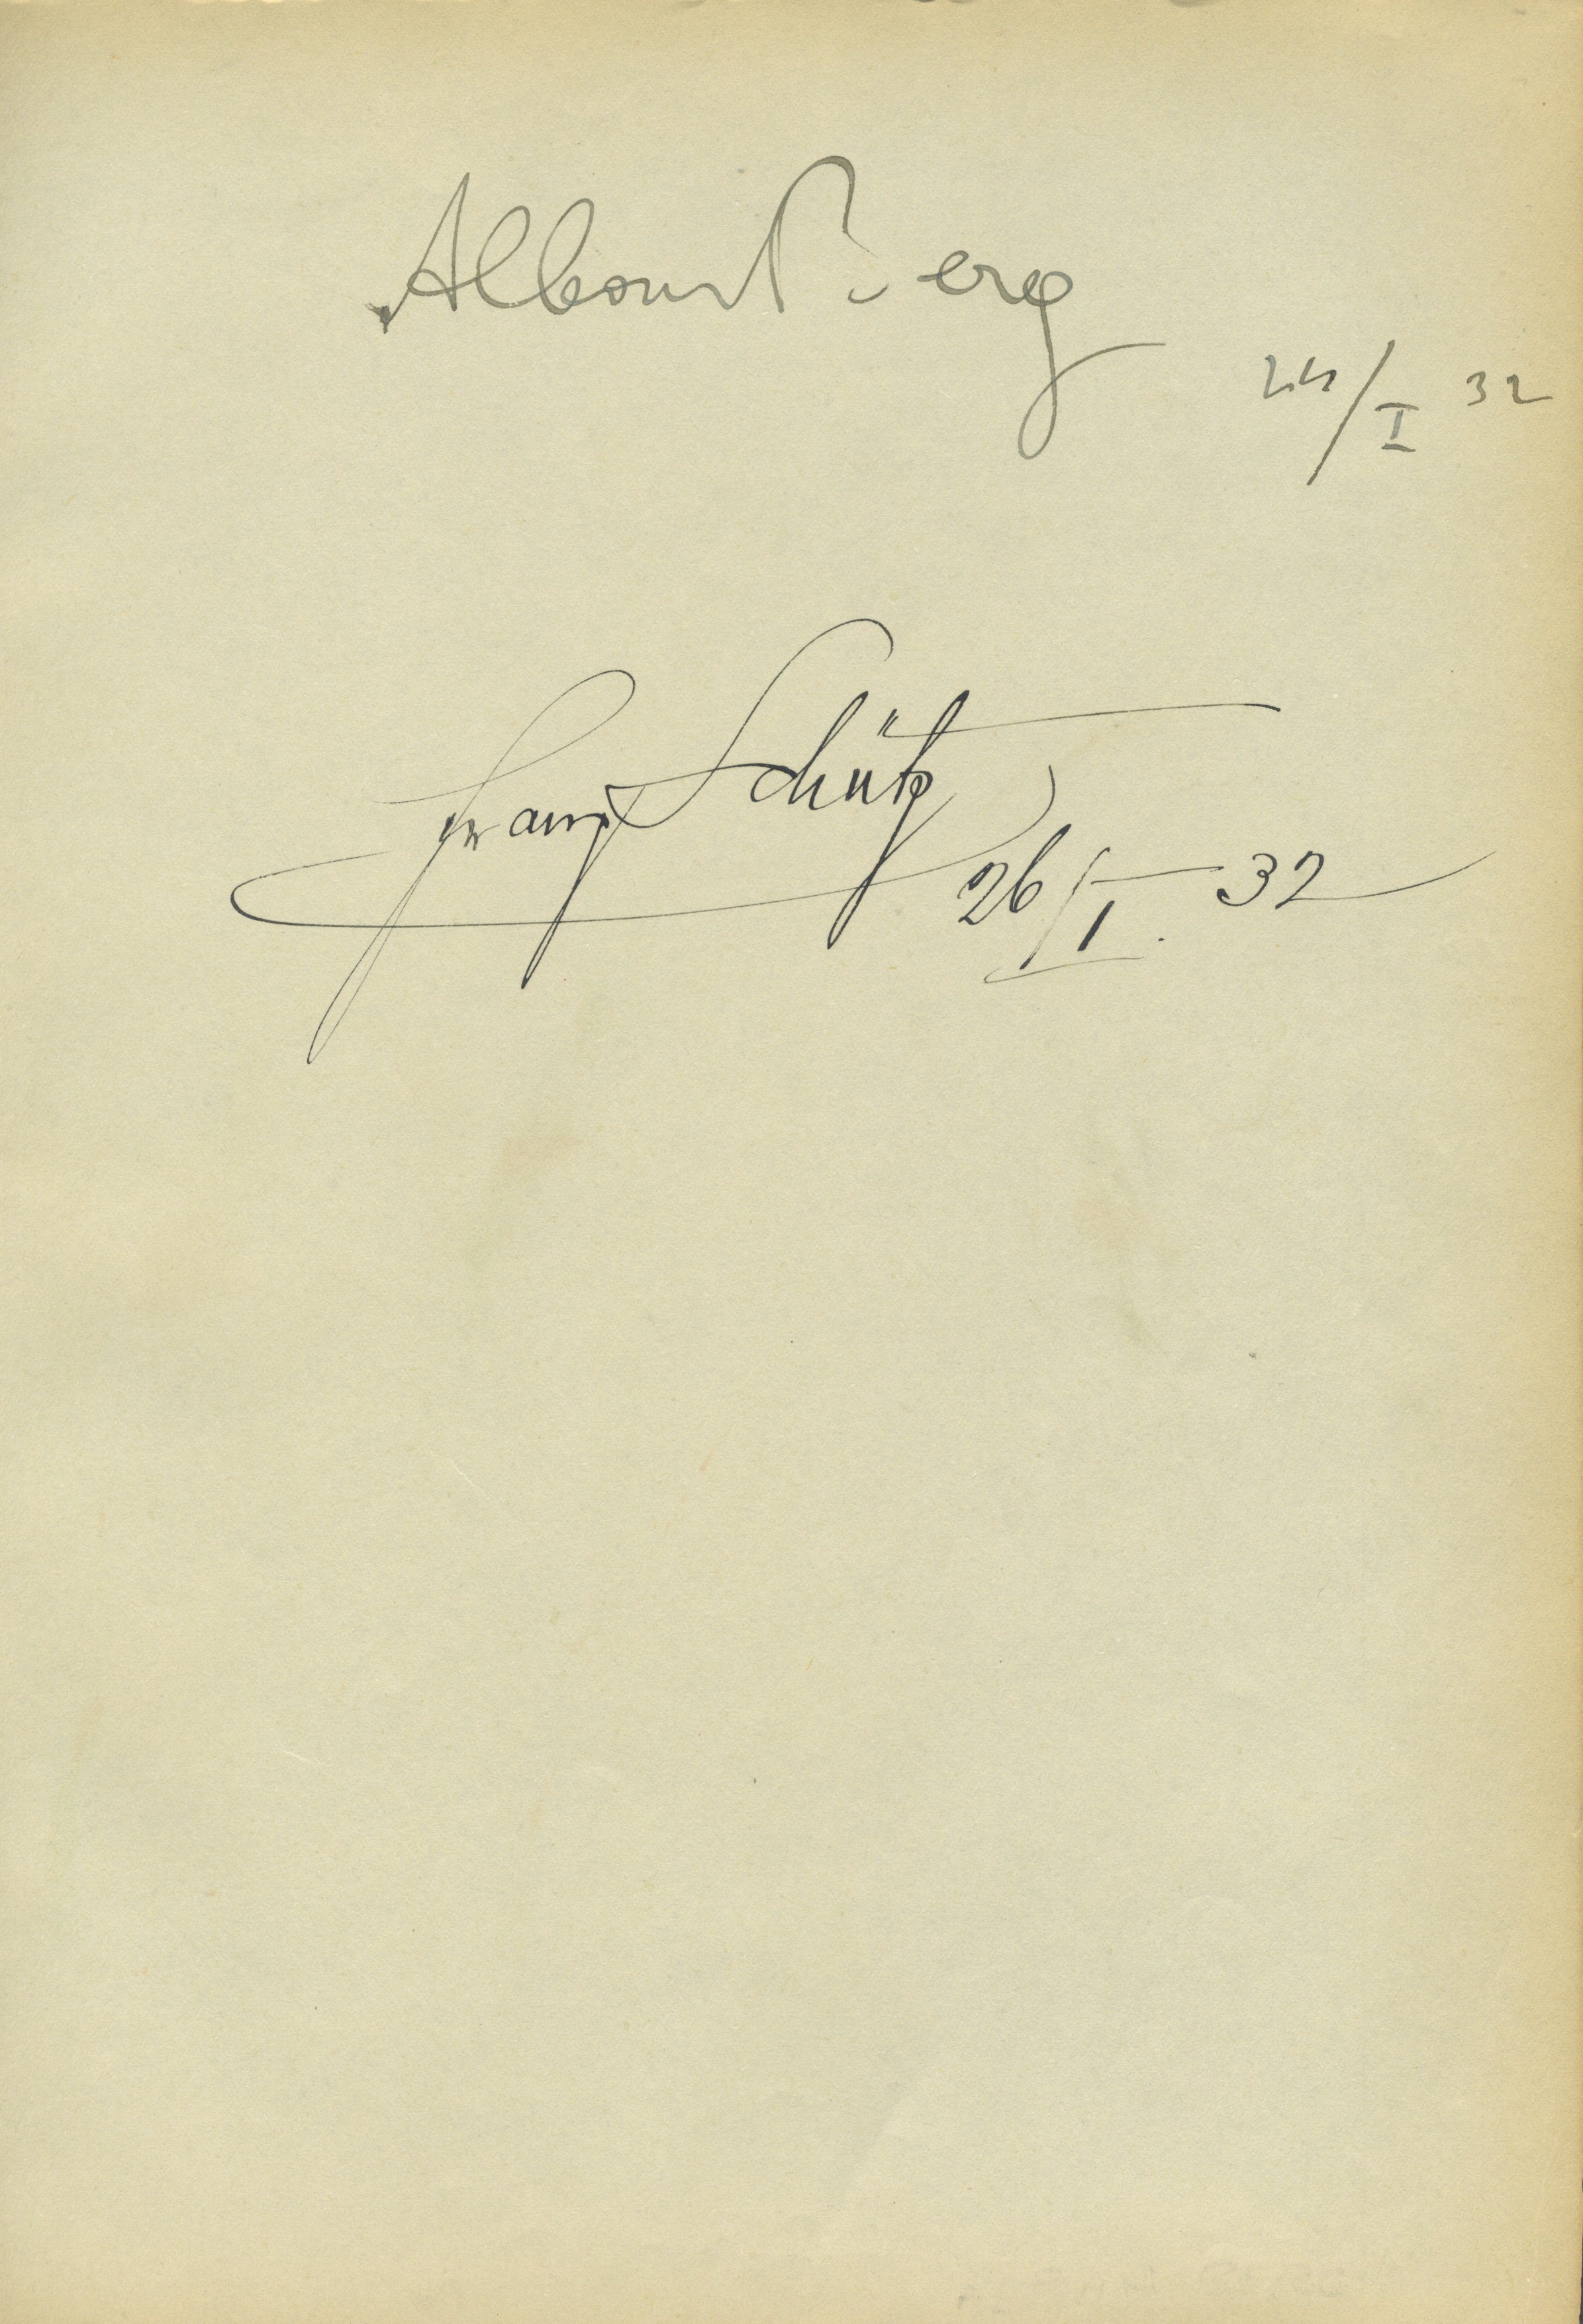 Alban Berg
24/I 32
Franz Schütz
26/I. 32